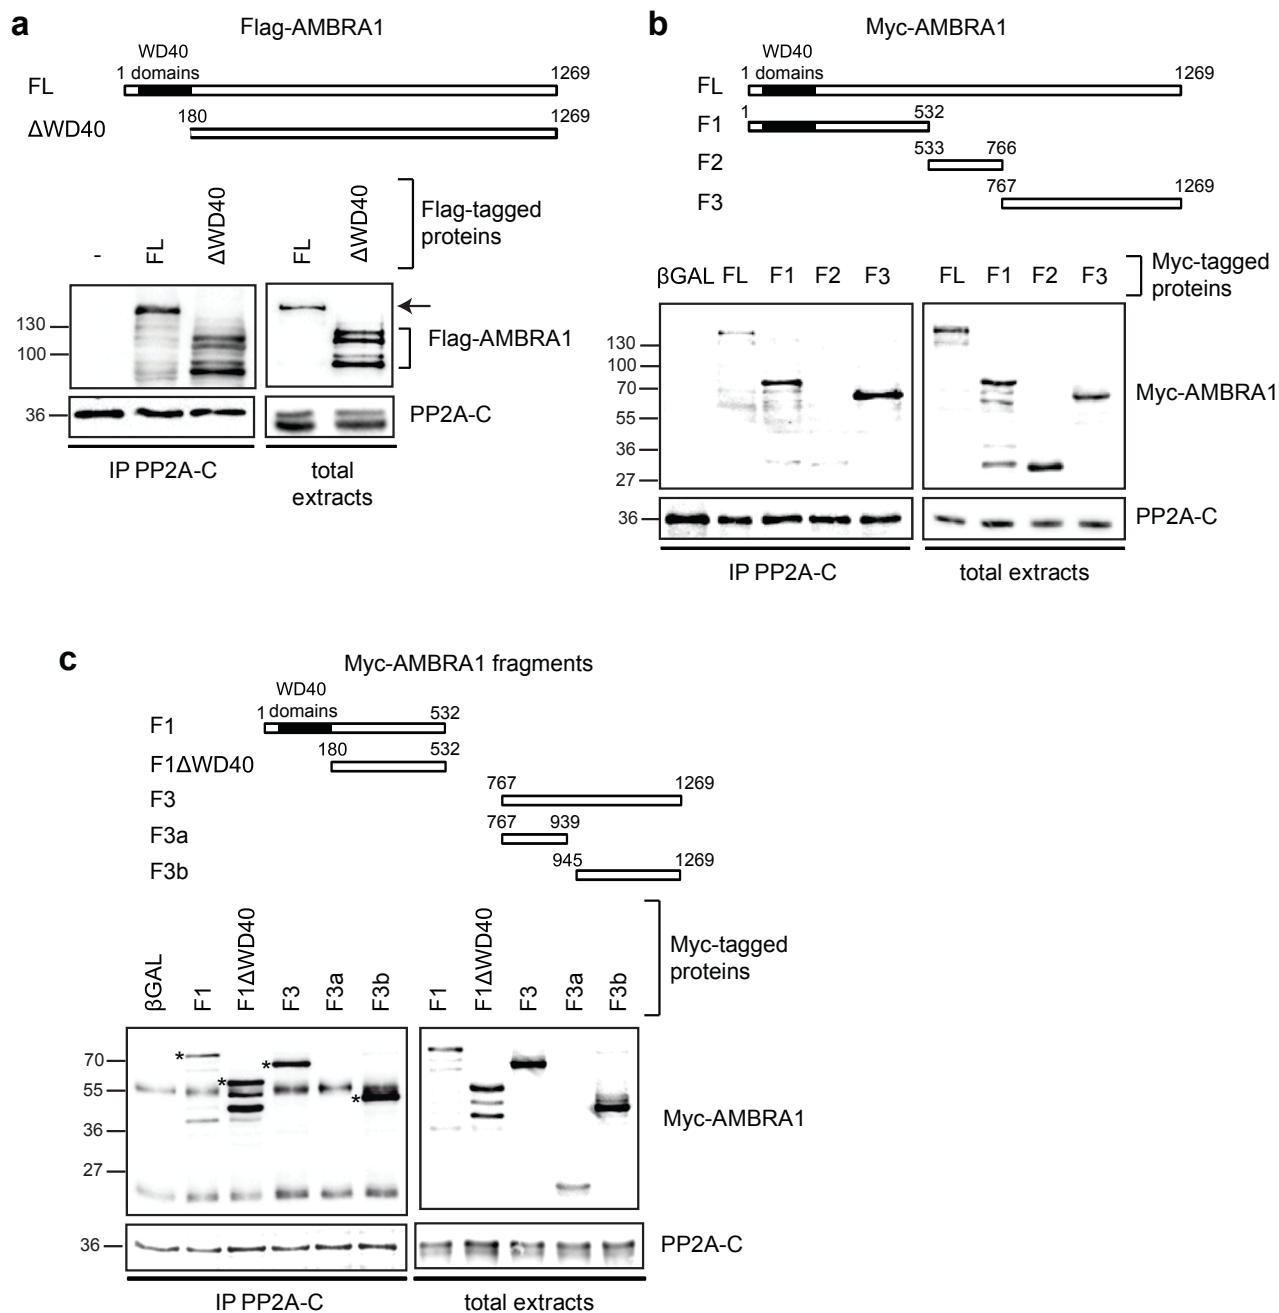 a
Flag-AMBRA1
WD40
1 domains 1269
FL
180 1269
ΔWD40
- FL ΔWD40 FL ΔWD40
Flag-tagged
proteins
130
100
Flag-AMBRA1
36
PP2A-C
IP PP2A-C
total
extracts
b
Myc-AMBRA1
WD40
1 domains 1269
FL
1 532
F1
533 766
F2
767 1269
F3
βGAL FL F1 F2 F3 FL F1 F2 F3
Myc-tagged
proteins
130
100
70
55
36
27
Myc-AMBRA1
36
PP2A-C
IP PP2A-C total extracts
c
Myc-AMBRA1 fragments
WD40
1 domains 532
F1
180 532
F1ΔWD40
767 1269
F3
767 939
F3a
945 1269
F3b
βGAL F1 F1ΔWD40 F3 F3a F3b F1 F1ΔWD40 F3 F3a F3b
Myc-tagged
proteins
70 * *
55 * *
36
27
Myc-AMBRA1
36
PP2A-C
IP PP2A-C total extracts